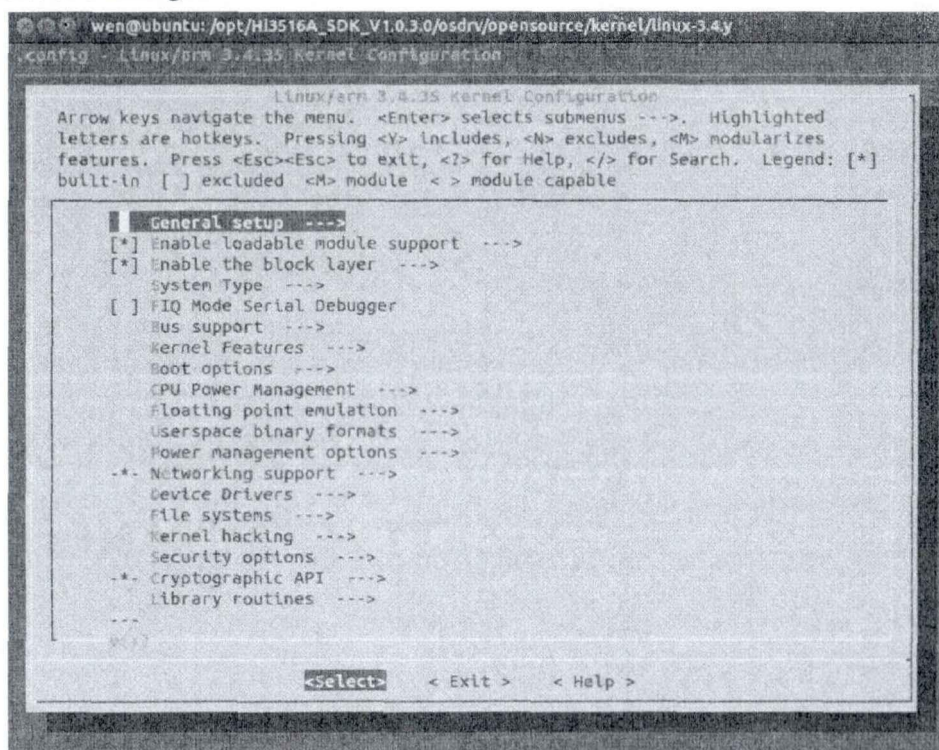 wen@ubuntu: /opt/Hi3516A_SDK_V1.0.3.0/osdrv/opensource/kernel/linux-3.4.y
.config - Linux/arm 3.4.35 Kernel Configuration
Linux/arm 3.4.35 Kernel Configuration
Arrow keys navigate the menu. <Enter> selects submenus --->. Highlighted
letters are hotkeys. Pressing <Y> includes, <N> excludes, <M> modularizes
features. Press <Esc><Esc> to exit, <?> for Help, </> for Search. Legend: [*]
built-in [ ] excluded <M> module < > module capable
General setup --->
[*] Enable loadable module support --->
[*] Enable the block layer --->
System Type --->
[ ] FIQ Mode Serial Debugger
Bus support --->
Kernel Features --->
Boot options --->
CPU Power Management --->
Floating point emulation --->
Userspace binary formats --->
Power management options --->
-*- Networking support --->
Device Drivers --->
File systems --->
Kernel hacking --->
Security options --->
-*- Cryptographic API --->
Library routines --->
---
<Select> < Exit > < Help >